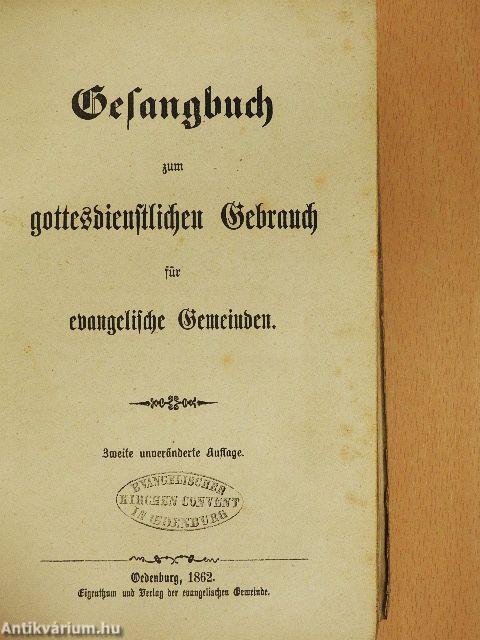 Gesangbuch
zum
gottesdienstlichen Gebrauch
für
evangelische Gemeinden.
Zweite unveränderte Auflage.
EVANGELISCHER
KIRCHEN CONVENT
IN OEDENBURG
Oedenburg, 1862.
Eigenthum und Verlag der evangelischen Gemeinde.
Antikvárium.hu